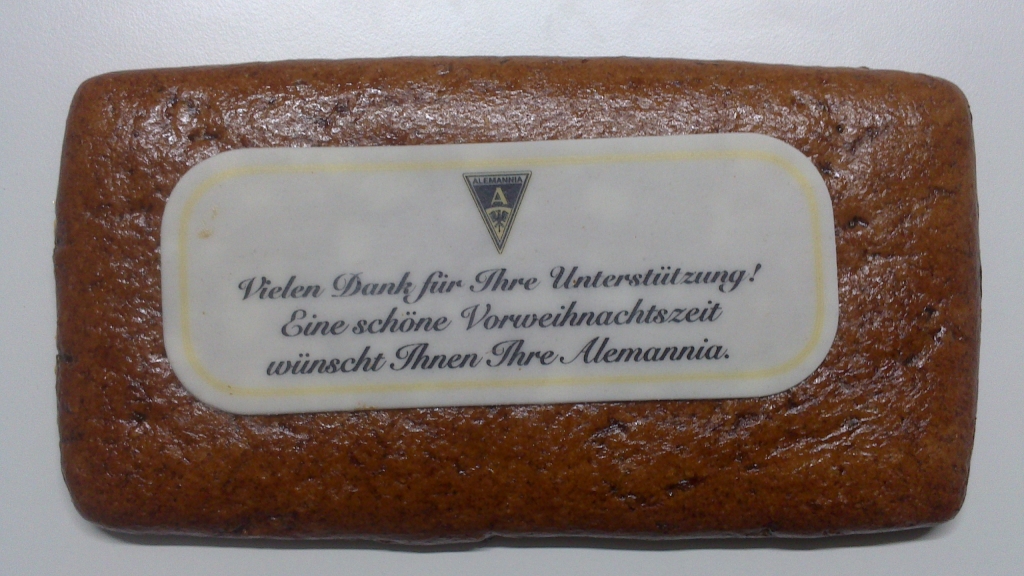 ALEMANNIA
A
Vielen Dank für Ihre Unterstützung!
Eine schöne Vorweihnachtszeit
wünscht Ihnen Ihre Alemannia.